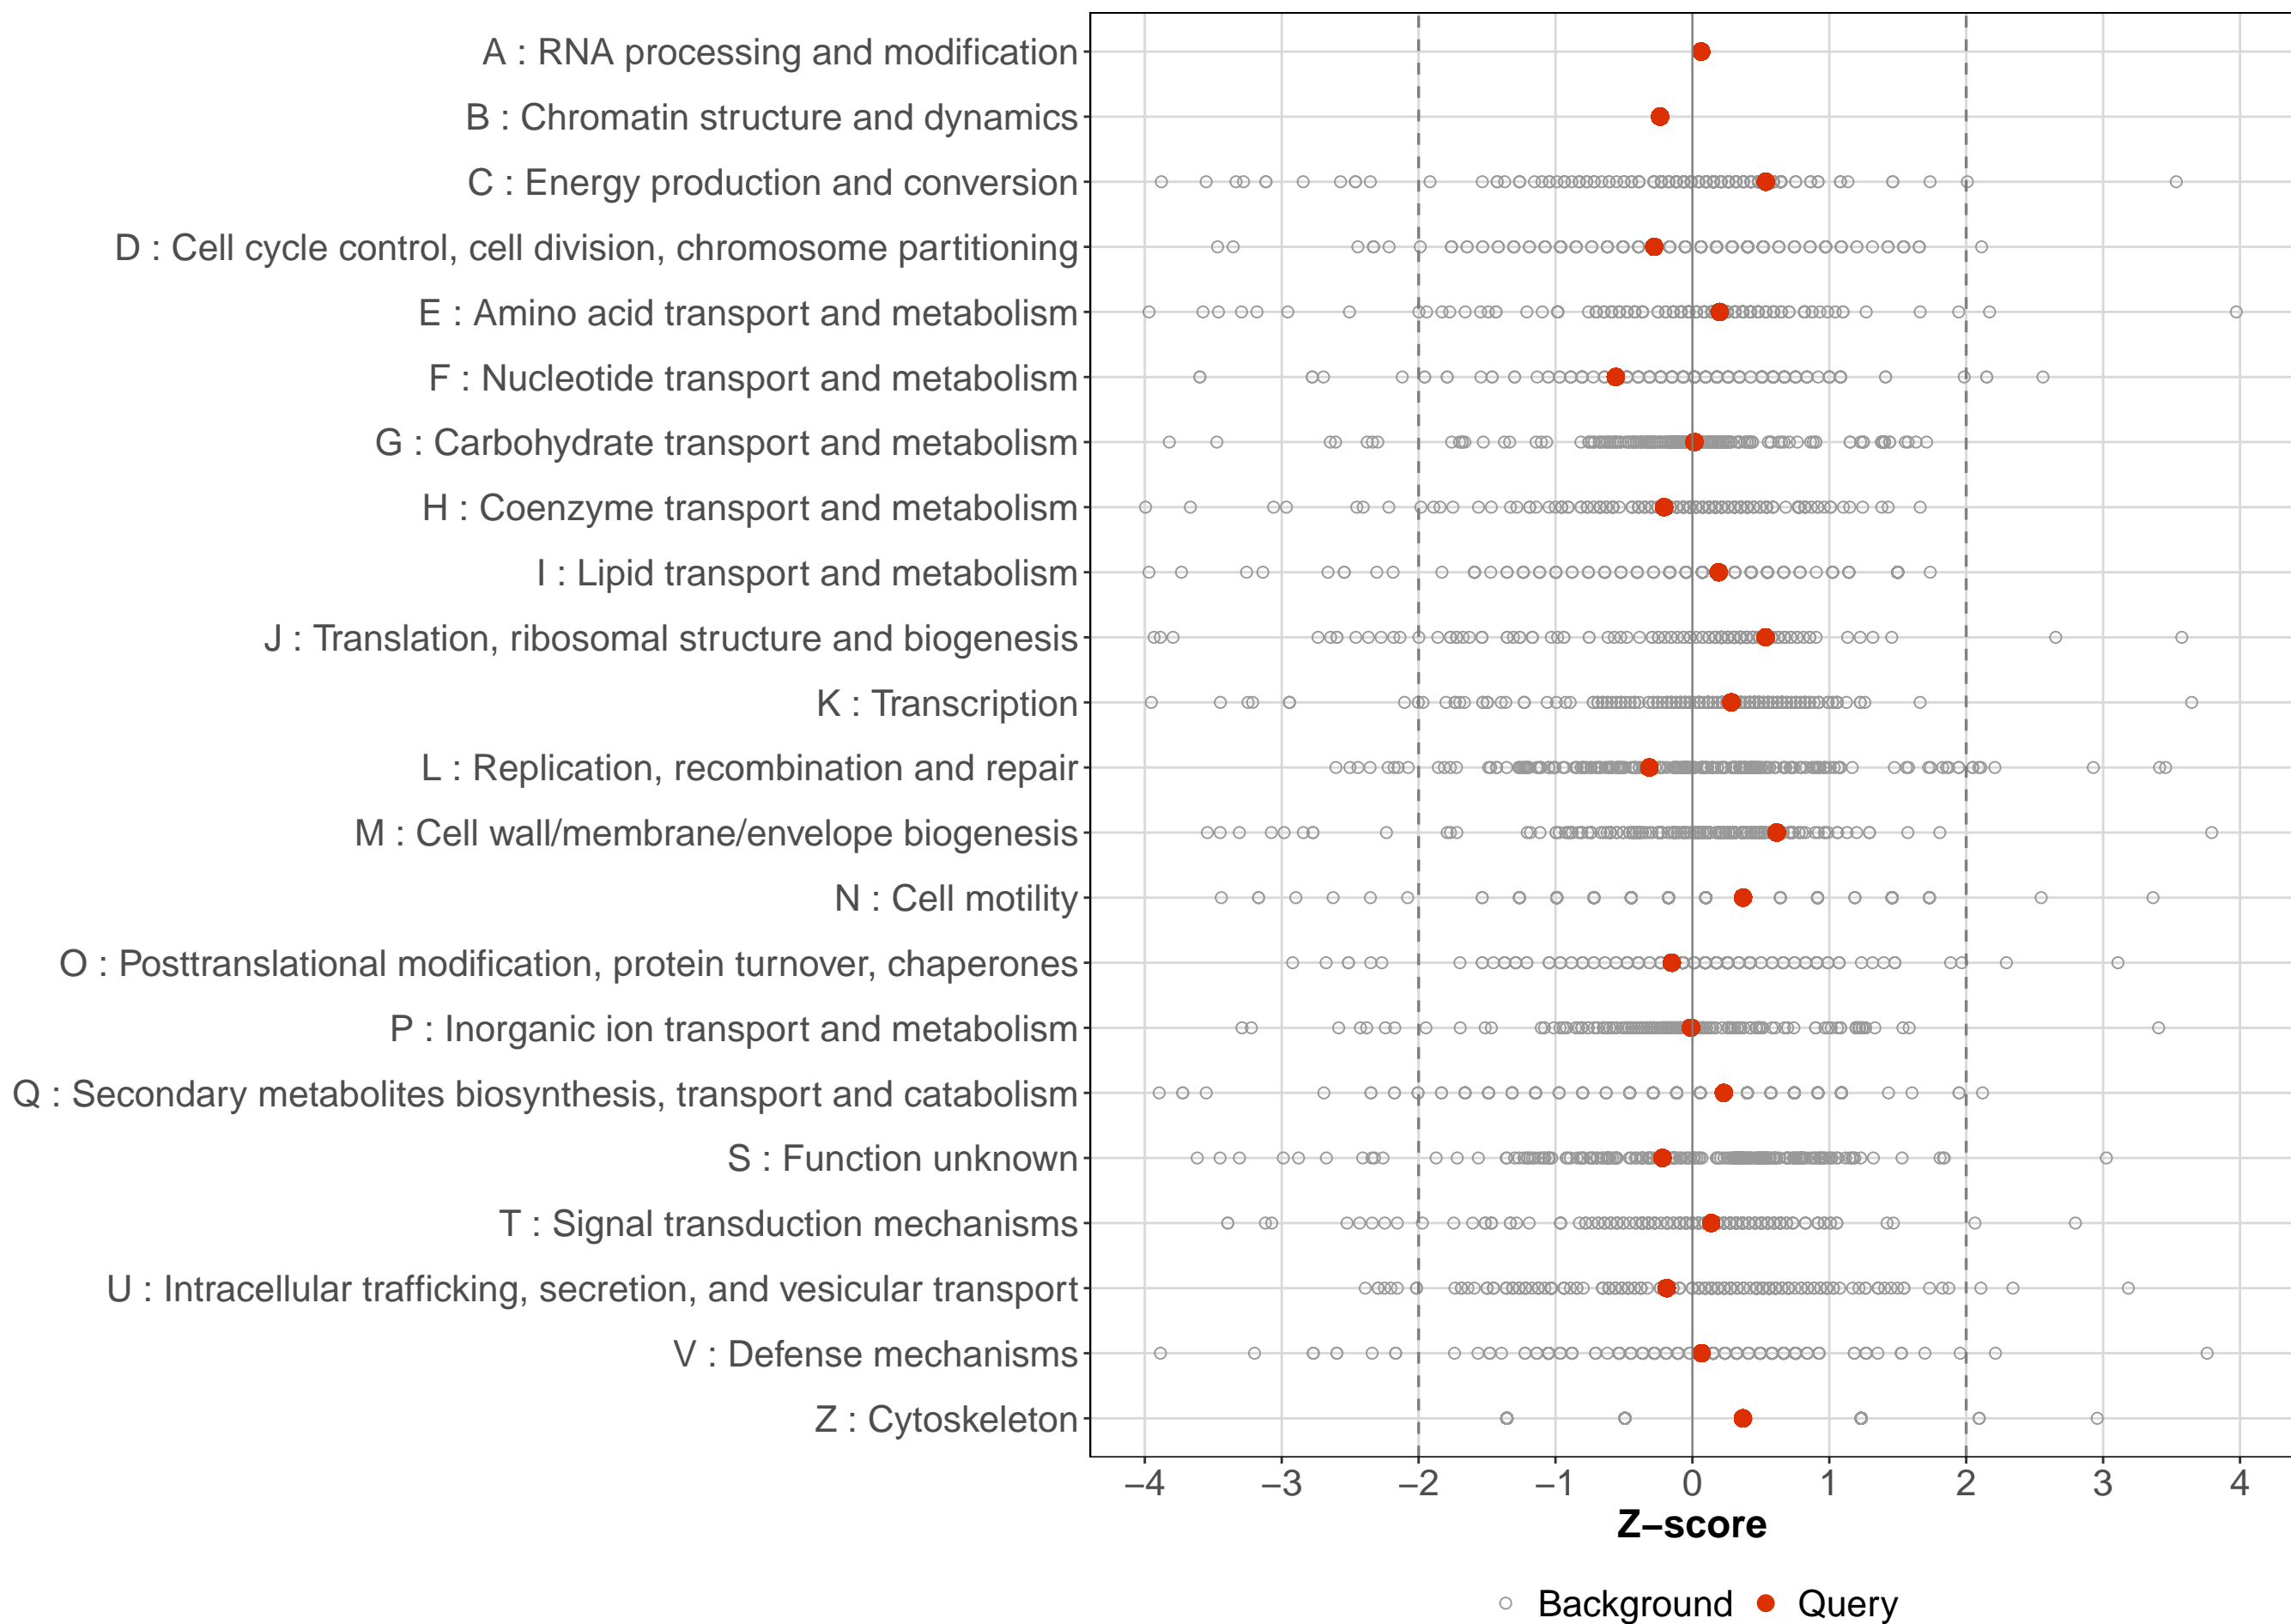 A : RNA processing and modification
B : Chromatin structure and dynamics
C : Energy production and conversion
D : Cell cycle control, cell division, chromosome partitioning
E : Amino acid transport and metabolism
F : Nucleotide transport and metabolism
G : Carbohydrate transport and metabolism
H : Coenzyme transport and metabolism
I : Lipid transport and metabolism
J : Translation, ribosomal structure and biogenesis
K : Transcription
L : Replication, recombination and repair
M : Cell wall/membrane/envelope biogenesis
N : Cell motility
O : Posttranslational modification, protein turnover, chaperones
P : Inorganic ion transport and metabolism
Q : Secondary metabolites biosynthesis, transport and catabolism
S : Function unknown
T : Signal transduction mechanisms
U : Intracellular trafficking, secretion, and vesicular transport
V : Defense mechanisms
Z : Cytoskeleton
−4 −3 −2 −1 0 1 2 3 4
Z−score
Background Query